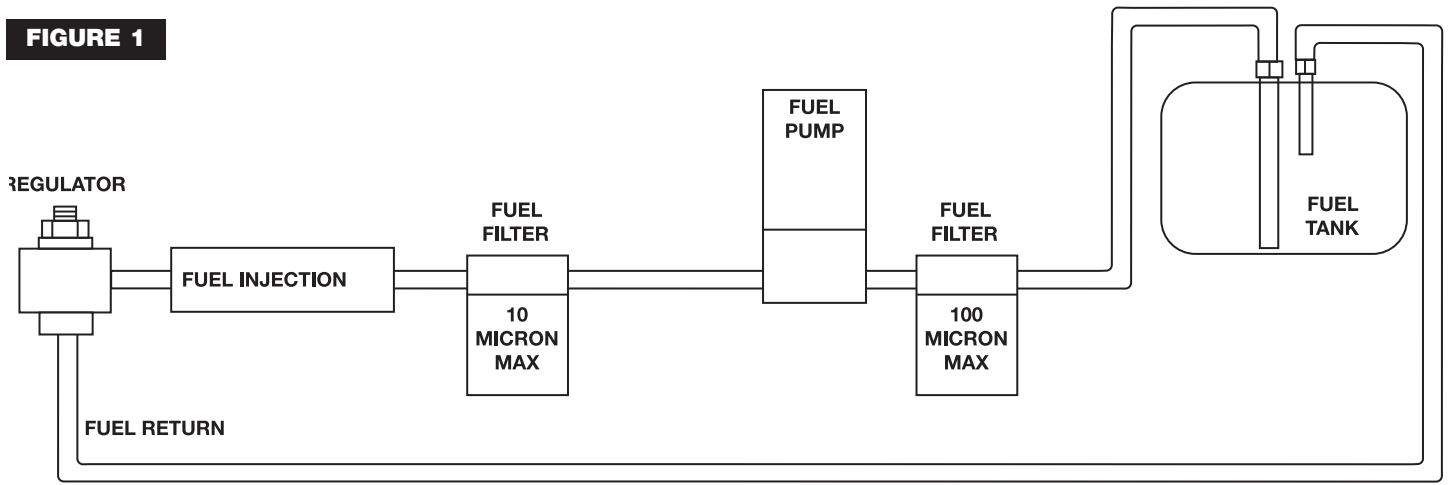 FIGURE 1
FUEL
PUMP
REGULATOR
FUEL
FILTER
FUEL
FILTER
FUEL
TANK
FUEL INJECTION
10
MICRON
MAX
100
MICRON
MAX
FUEL RETURN